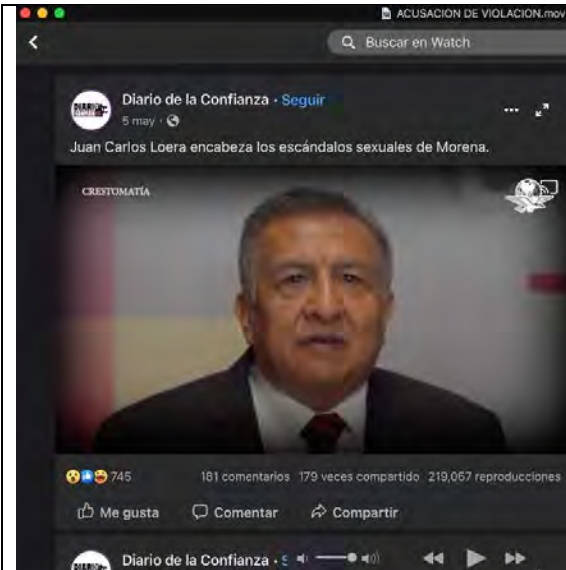 ACUSACION DE VIOLACION.mov
Buscar en Watch
Diario de la Confianza · Seguir
5 may ·
Juan Carlos Loera encabeza los escándalos sexuales de Morena.
CRESTOMATÍA
745
181 comentarios 179 veces compartido 219,067 reproducciones
Me gusta Comentar Compartir
Diario de la Confianza · S